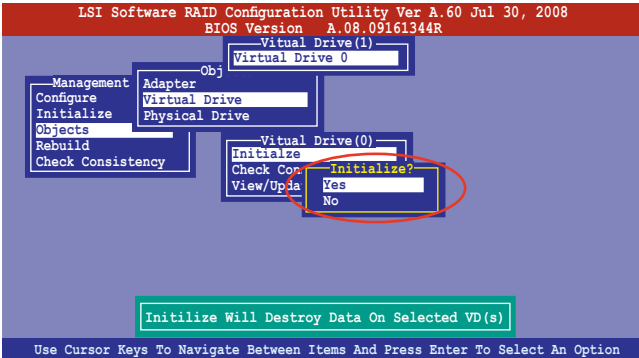 LSI Software RAID Configuration Utility Ver A.60 Jul 30, 2008
BIOS Version A.08.09161344R
Vitual Drive(1)
Virtual Drive 0
Obj
Adapter
Virtual Drive
Physical Drive
Management
Configure
Initialize
Objects
Rebuild
Check Consistency
Vitual Drive(0)
Initialze
Check Con
View/Upda
Initialize?
Yes
No
Initilize Will Destroy Data On Selected VD(s)
Use Cursor Keys To Navigate Between Items And Press Enter To Select An Option